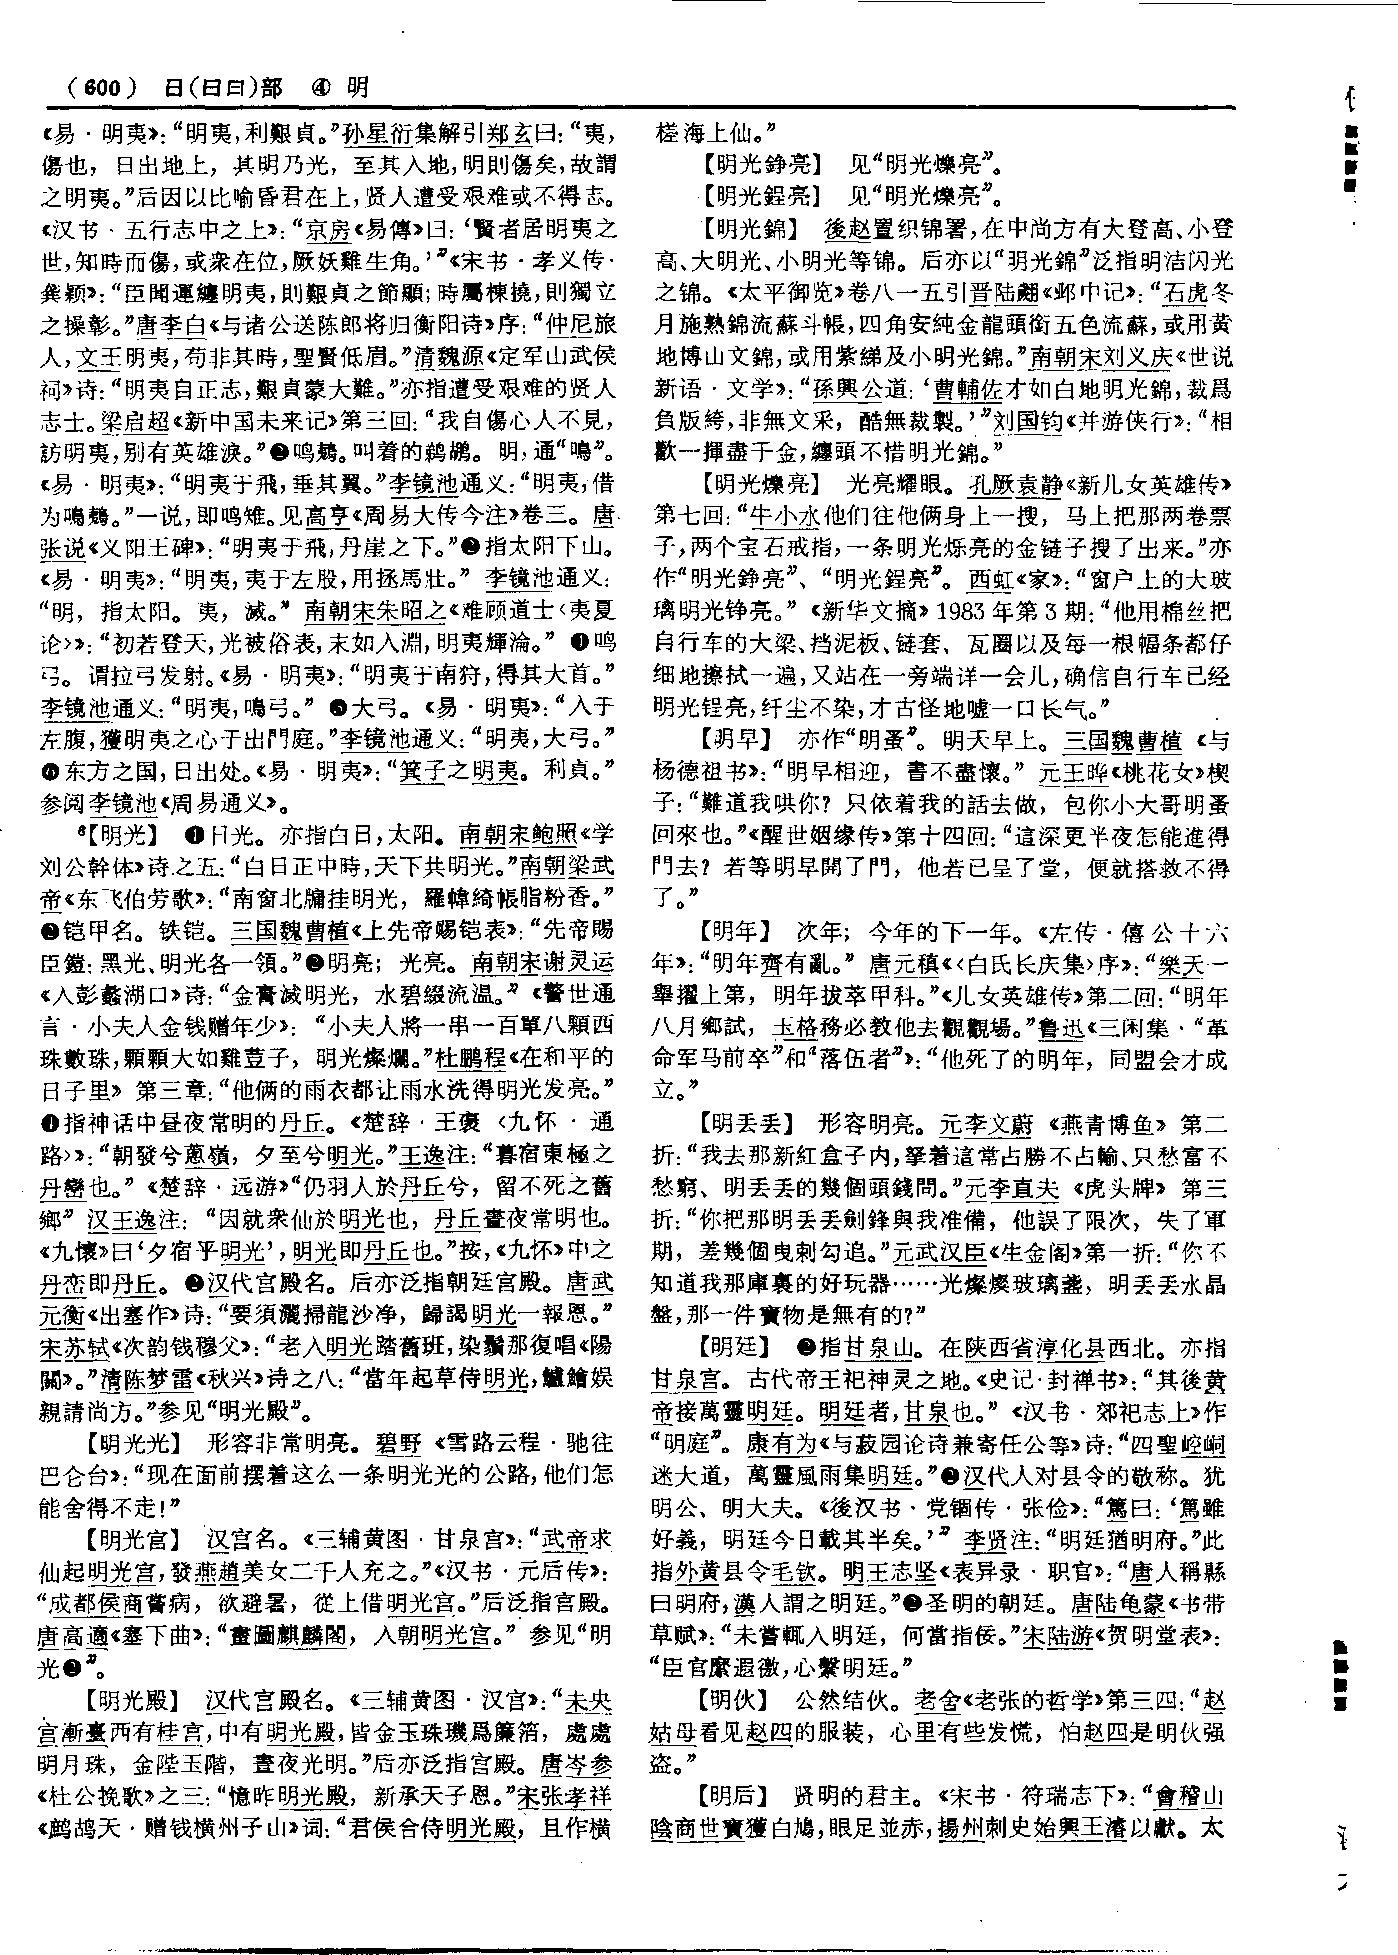 （600） 日（日曰）部 ④ 明
《易·明夷》：“明夷，利艱貞。”孙星衍集解引郑玄曰：“夷，
傷也，日出地上，其明乃光，至其入地，明則傷矣，故謂
之明夷。”后因以比喻昏君在上，贤人遭受艰难或不得志。
《汉书·五行志中之上》：“京房《易傳》曰：‘賢者居明夷之
世，知時而傷，或衆在位，厥妖雞生角。’”《宋书·孝义传·
龚颖》：“臣聞運纏明夷，則艱貞之節顯；時屬棟撓，則獨立
之操彰。”唐李白《与诸公送陈郎将归衡阳诗》序：“仲尼旅
人，文王明夷，苟非其時，聖賢低眉。”清魏源《定军山武侯
祠》诗：“明夷自正志，艱貞蒙大難。”亦指遭受艰难的贤人
志士。梁启超《新中国未来记》第三回：“我自傷心人不見，
訪明夷，别有英雄淚。”❷鸣鹈。叫着的鹈鹕。明，通“鳴”。
《易·明夷》：“明夷于飛，垂其翼。”李镜池通义：“明夷，借
为鳴鵜。”一说，即鸣雉。见高亨《周易大传今注》卷三。唐
张说《义阳王碑》：“明夷于飛，丹崖之下。”❸指太阳下山。
《易·明夷》：“明夷，夷于左股，用拯馬壯。”李镜池通义：
“明，指太阳。夷，滅。”南朝宋朱昭之《难顾道士〈夷夏
论〉》：“初若登天，光被俗表，末如入淵，明夷輝淪。”❹鸣
弓。谓拉弓发射。《易·明夷》：“明夷于南狩，得其大首。”
李镜池通义：“明夷，鳴弓。”❺大弓。《易·明夷》：“入于
左腹，獲明夷之心于出門庭。”李镜池通义：“明夷，大弓。”
❻东方之国，日出处。《易·明夷》：“箕子之明夷。利貞。”
参阅李镜池《周易通义》。
⁶【明光】 ❶日光。亦指白日，太阳。南朝宋鲍照《学
刘公幹体》诗之五：“白日正中時，天下共明光。”南朝梁武
帝《东飞伯劳歌》：“南窗北牖挂明光，羅幃綺帳脂粉香。”
❷铠甲名。铁铠。三国魏曹植《上先帝赐铠表》：“先帝賜
臣鎧：黑光、明光各一領。”❸明亮；光亮。南朝宋谢灵运
《入彭蠡湖口》诗：“金膏滅明光，水碧綴流温。”《警世通
言·小夫人金钱赠年少》：“小夫人將一串一百單八顆西
珠數珠，顆顆大如雞荳子，明光燦爛。”杜鹏程《在和平的
日子里》第三章：“他俩的雨衣都让雨水洗得明光发亮。”
❹指神话中昼夜常明的丹丘。《楚辞·王褒〈九怀·通
路〉》：“朝發兮蔥嶺，夕至兮明光。”王逸注：“暮宿東極之
丹巒也。”《楚辞·远游》“仍羽人於丹丘兮，留不死之舊
鄉”汉王逸注：“因就衆仙於明光也，丹丘晝夜常明也。
《九懷》曰‘夕宿乎明光’，明光即丹丘也。”按，《九怀》中之
丹峦即丹丘。❺汉代宫殿名。后亦泛指朝廷宫殿。唐武
元衡《出塞作》诗：“要須灑掃龍沙净，歸謁明光一報恩。”
宋苏轼《次韵钱穆父》：“老入明光踏舊班，染鬚那復唱《陽
關》。”清陈梦雷《秋兴》诗之八：“當年起草侍明光，鱸鱠娱
親請尚方。”参见“明光殿”。
【明光光】 形容非常明亮。碧野《雪路云程·驰往
巴仑台》：“现在面前摆着这么一条明光光的公路，他们怎
能舍得不走！”
【明光宫】 汉宫名。《三辅黄图·甘泉宫》：“武帝求
仙起明光宫，發燕趙美女二千人充之。”《汉书·元后传》：
“成都侯商嘗病，欲避暑，從上借明光宫。”后泛指宫殿。
唐高適《塞下曲》：“畫圖麒麟閣，入朝明光宫。”参见“明
光❺”。
【明光殿】 汉代宫殿名。《三辅黄图·汉宫》：“未央
宫漸臺西有桂宫，中有明光殿，皆金玉珠璣爲簾箔，處處
明月珠，金陛玉階，晝夜光明。”后亦泛指宫殿。唐岑参
《杜公挽歌》之三：“憶昨明光殿，新承天子恩。”宋张孝祥
《鹧鸪天·赠钱横州子山》词：“君侯合侍明光殿，且作横
槎海上仙。”
【明光錚亮】 见“明光爍亮”。
【明光鋥亮】 见“明光爍亮”。
【明光錦】 後赵置织锦署，在中尚方有大登高、小登
高、大明光、小明光等锦。后亦以“明光錦”泛指明洁闪光
之锦。《太平御览》卷八一五引晋陆翽《邺中记》：“石虎冬
月施熟錦流蘇斗帳，四角安純金龍頭銜五色流蘇，或用黄
地博山文錦，或用紫綈及小明光錦。”南朝宋刘义庆《世说
新语·文学》：“孫興公道：‘曹輔佐才如白地明光錦，裁爲
負版絝，非無文采，酷無裁製。’”刘国钧《并游侠行》：“相
歡一揮盡千金，纏頭不惜明光錦。”
【明光爍亮】 光亮耀眼。孔厥袁静《新儿女英雄传》
第七回：“牛小水他们往他俩身上一搜，马上把那两卷票
子，两个宝石戒指，一条明光烁亮的金链子搜了出来。”亦
作“明光錚亮”、“明光鋥亮”。西虹《家》：“窗户上的大玻
璃明光铮亮。”《新华文摘》1983年第3期：“他用棉丝把
自行车的大梁、挡泥板、链套、瓦圈以及每一根幅条都仔
细地擦拭一遍，又站在一旁端详一会儿，确信自行车已经
明光锃亮，纤尘不染，才古怪地嘘一口长气。”
【明早】 亦作“明蚤”。明天早上。三国魏曹植《与
杨德祖书》：“明早相迎，書不盡懷。”元王晔《桃花女》楔
子：“難道我哄你？只依着我的話去做，包你小大哥明蚤
回來也。”《醒世姻缘传》第十四回：“這深更半夜怎能進得
門去？若等明早開了門，他若已呈了堂，便就搭救不得
了。”
【明年】 次年；今年的下一年。《左传·僖公十六
年》：“明年齊有亂。”唐元稹《〈白氏长庆集〉序》：“樂天一
舉擢上第，明年拔萃甲科。”《儿女英雄传》第二回：“明年
八月鄉試，玉格務必教他去觀觀場。”鲁迅《三闲集·“革
命军马前卒”和“落伍者”》：“他死了的明年，同盟会才成
立。”
【明丢丢】 形容明亮。元李文蔚《燕青博鱼》第二
折：“我去那新紅盒子内，拏着這常占勝不占輸、只愁富不
愁窮、明丢丢的幾個頭錢問。”元李直夫《虎头牌》第三
折：“你把那明丢丢劍鋒與我准備，他誤了限次，失了軍
期，差幾個曳剌勾追。”元武汉臣《生金阁》第一折：“你不
知道我那庫裏的好玩器……光燦燦玻璃盞，明丢丢水晶
盤，那一件寶物是無有的？”
【明廷】 ❶指甘泉山。在陕西省淳化县西北。亦指
甘泉宫。古代帝王祀神灵之地。《史记·封禅书》：“其後黄
帝接萬靈明廷。明廷者，甘泉也。”《汉书·郊祀志上》作
“明庭”。康有为《与菽园论诗兼寄任公等》诗：“四聖崆峒
迷大道，萬靈風雨集明廷。”❷汉代人对县令的敬称。犹
明公、明大夫。《後汉书·党锢传·张俭》：“篤曰：‘篤雖
好義，明廷今日載其半矣。’”李贤注：“明廷猶明府。”此
指外黄县令毛钦。明王志坚《表异录·职官》：“唐人稱縣
曰明府，漢人謂之明廷。”❸圣明的朝廷。唐陆龟蒙《书带
草赋》：“未嘗輒入明廷，何當指佞。”宋陆游《贺明堂表》：
“臣官縻遐徼，心繫明廷。”
【明伙】 公然结伙。老舍《老张的哲学》第三四：“赵
姑母看见赵四的服装，心里有些发慌，怕赵四是明伙强
盗。”
【明后】 贤明的君主。《宋书·符瑞志下》：“會稽山
陰商世寶獲白鳩，眼足並赤，揚州刺史始興王濬以獻。太